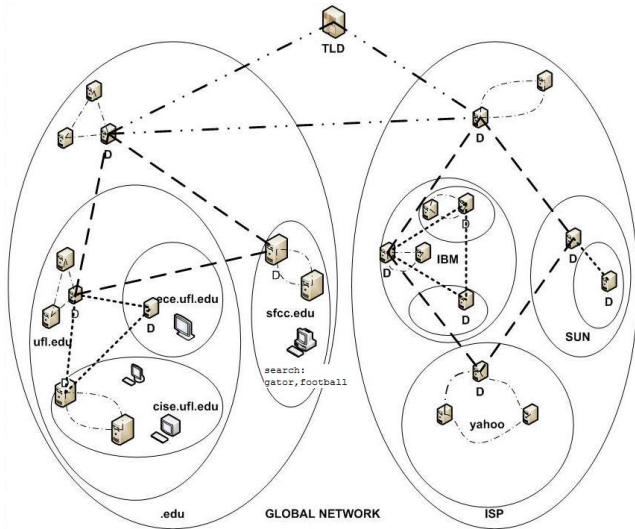 TLD
D
D
D
IBM
D
D
D
D
D
ece.ufl.edu
D
D
sfcc.edu
ufl.edu
SUN
search:
gator,football
D
cise.ufl.edu
yahoo
.edu
GLOBAL NETWORK
ISP